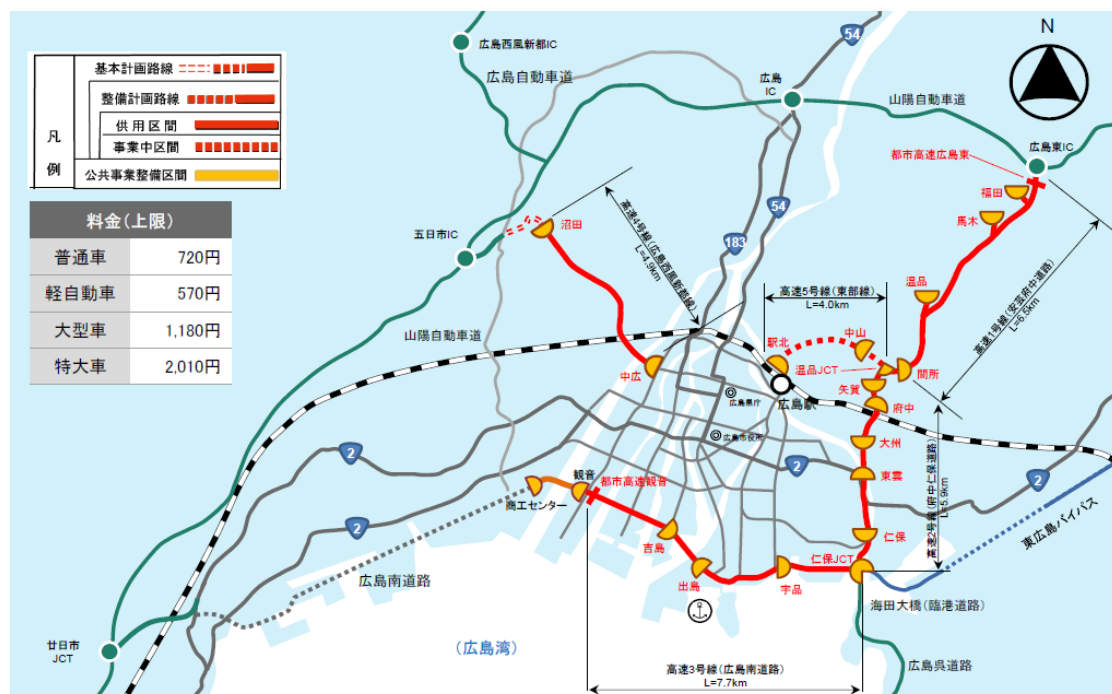 凡例
基本計画路線
整備計画路線
供用区間
事業中区間
公共事業整備区間
料金(上限)
普通車 720円
軽自動車 570円
大型車 1,180円
特大車 2,010円
広島西風新都IC
広島自動車道
54
広島
IC
山陽自動車道
N
広島東IC
都市高速広島東
福田
馬木
温品
高速1号線(安芸府中道路)
L=6.5km
沼田
五日市IC
高速4号線(広島西風新都線)
L=4.9km
54
183
高速5号線(東部線)
L=4.0km
山陽自動車道
中広
駅北
中山
温品JCT
間所
矢賀
広島駅
府中
広島県庁
広島市役所
大州
2
2
東雲
2
2
高速2号線(府中仁保道路)
L=5.9km
東広島バイパス
商工センター
観音
都市高速観音
吉島
出島
宇品
仁保
仁保JCT
海田大橋(臨港道路)
広島南道路
廿日市
JCT
(広島湾)
高速3号線(広島南道路)
L=7.7km
広島呉道路